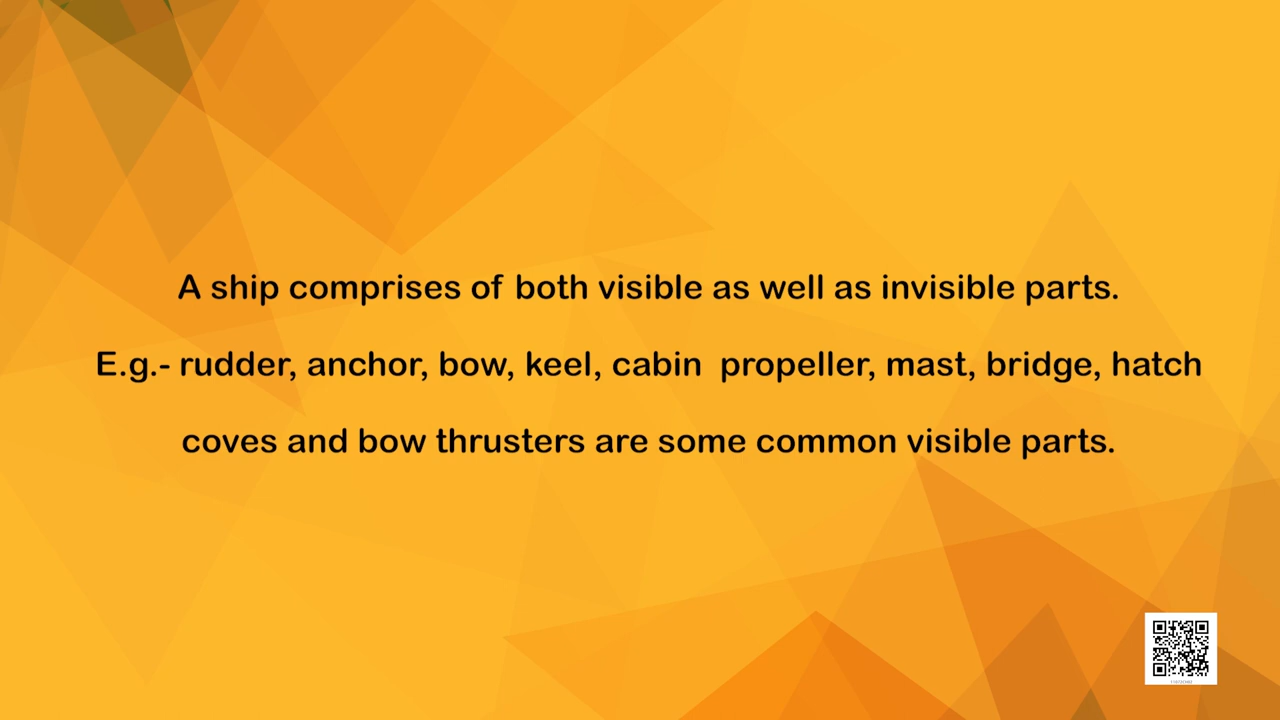 A ship comprises of both visible as well as invisible parts.
E.g.- rudder, anchor, bow, keel, cabin  propeller, mast, bridge, hatch
coves and bow thrusters are some common visible parts.